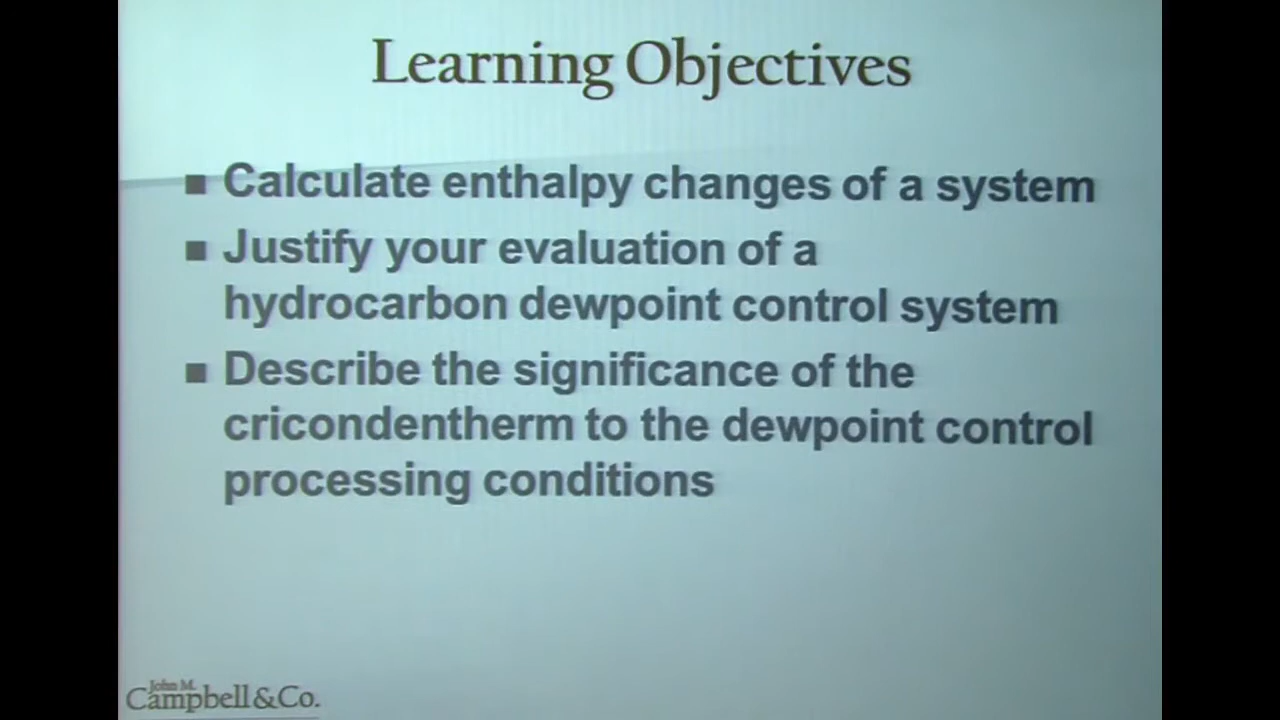 Learning Objectives
Calculate enthalpy changes of a system
Justify your evaluation of a
hydrocarbon dewpoint control system
Describe the significance of the
cricondentherm to the dewpoint control
processing conditions
John M.
Campbell & Co.